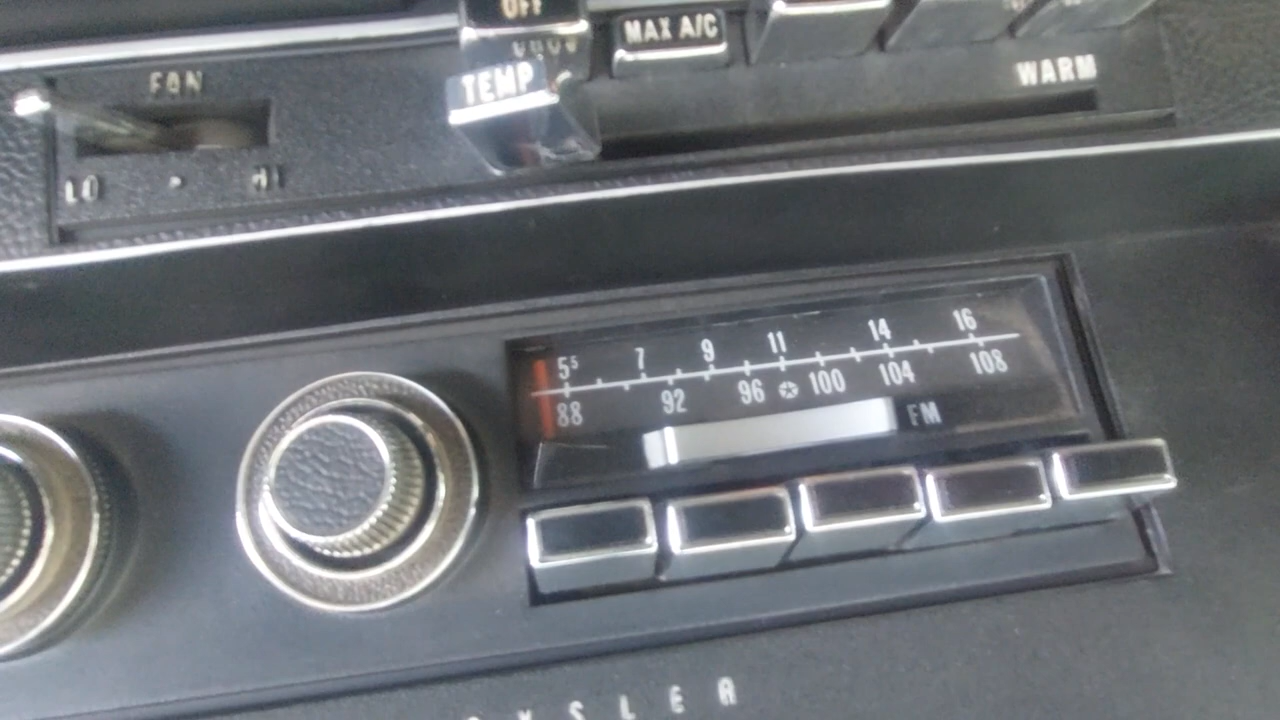 OFF
MAX A/C
FAN
TEMP
WARM
LO • HI
5⁵ 7 9 11 14 16
88 92 96 100 104 108
FM
YSLER